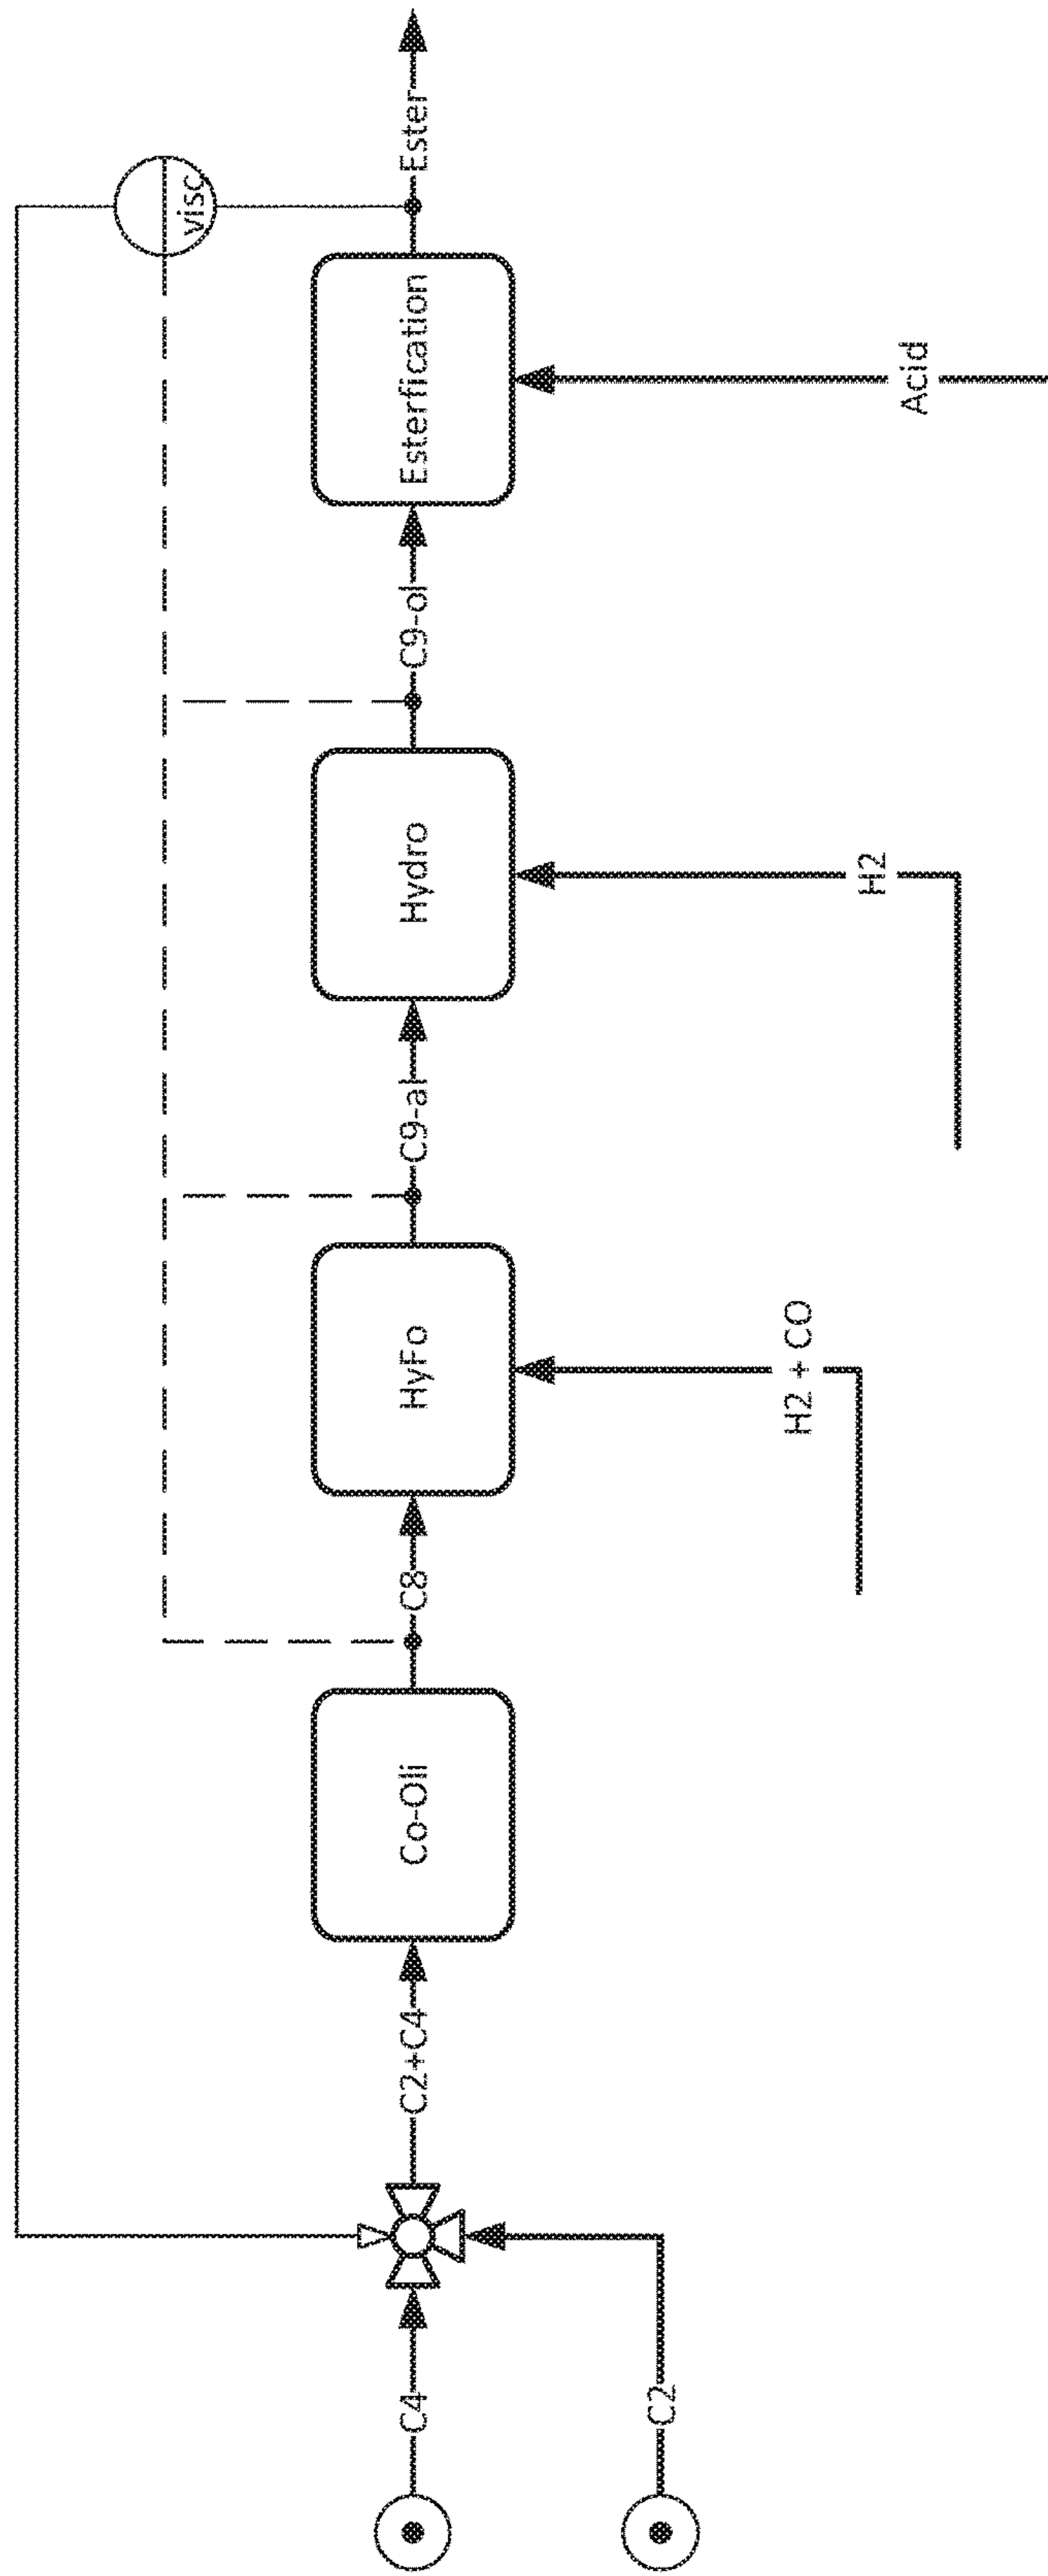 C4
C2
C2+C4
Co-Oli
C8
HyFo
H2 + CO
C9-al
Hydro
H2
C9-ol
Esterfication
Acid
visc
Ester